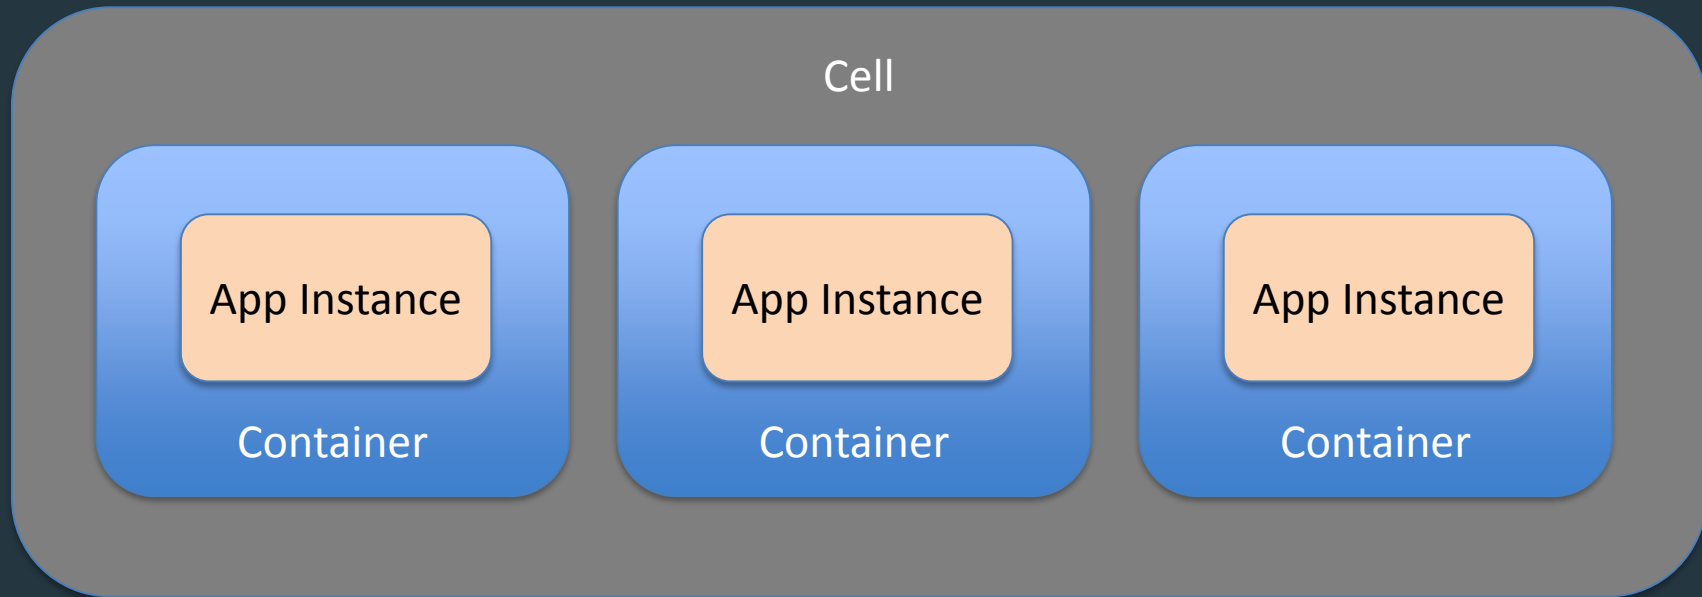 Cell
App Instance
App Instance
App Instance
Container
Container
Container